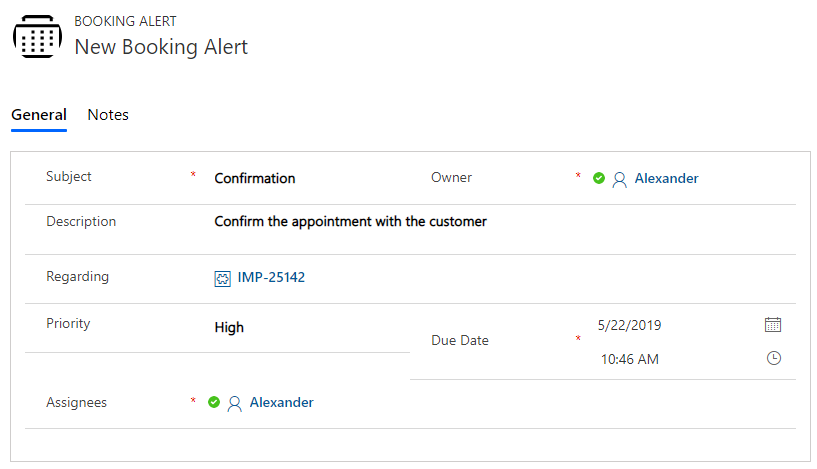 BOOKING ALERT
New Booking Alert
General Notes
Subject * Confirmation Owner * Alexander
Description Confirm the appointment with the customer
Regarding IMP-25142
Priority High Due Date * 5/22/2019
10:46 AM
Assignees * Alexander